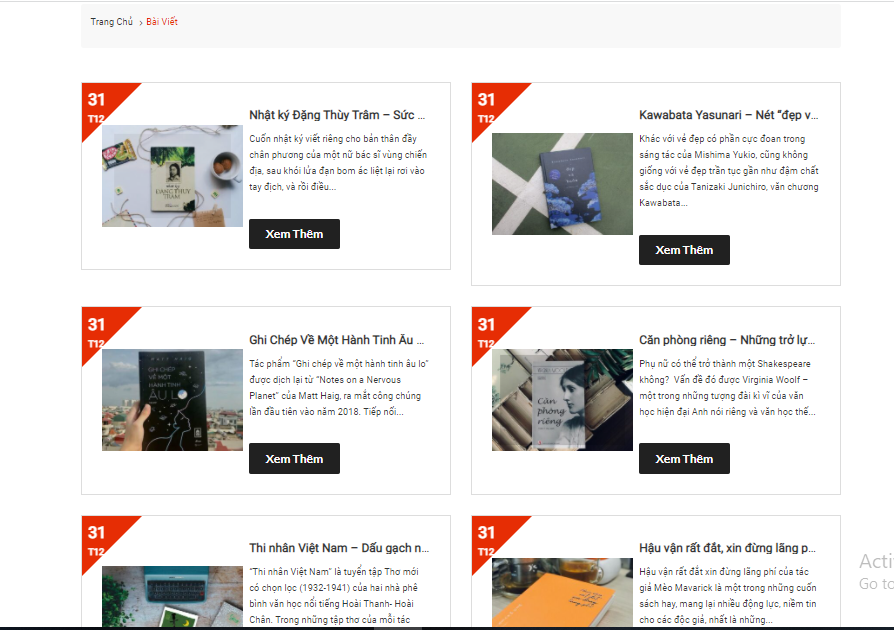 Trang Chủ › Bài Viết
31
T12
Nhật ký Đặng Thùy Trâm – Sức ...
Cuốn nhật ký viết riêng cho bản thân đầy
chân phương của một nữ bác sĩ vùng chiến
địa, sau khói lửa đạn bom ác liệt lại rơi vào
tay địch, và rồi điều...
ĐẶNG THÙY
TRÂM
Xem Thêm
31
T12
Kawabata Yasunari – Nét “đẹp v...
Khác với vẻ đẹp có phần cực đoan trong
sáng tác của Mishima Yukio, cũng không
giống với vẻ đẹp trần tục gần như đậm chất
sắc dục của Tanizaki Junichiro, văn chương
Kawabata...
Xem Thêm
31
T12
Ghi Chép Về Một Hành Tinh Âu ...
Tác phẩm “Ghi chép về một hành tinh âu lo”
được dịch lại từ “Notes on a Nervous
Planet” của Matt Haig, ra mắt công chúng
lần đầu tiên vào năm 2018. Tiếp nối...
MATT HAIG
GHI CHÉP
VỀ MỘT
HÀNH TINH
ÂU LO
Xem Thêm
31
T12
Căn phòng riêng – Những trở lự...
Phụ nữ có thể trở thành một Shakespeare
không? Vấn đề đó được Virginia Woolf –
một trong những tượng đài kì vĩ của văn
học hiện đại Anh nói riêng và văn học thế...
Căn
phòng
riêng
Xem Thêm
31
T12
Thi nhân Việt Nam – Dấu gạch n...
“Thi nhân Việt Nam” là tuyển tập Thơ mới
có chọn lọc (1932-1941) của hai nhà phê
bình văn học nổi tiếng Hoài Thanh- Hoài
Chân. Trong những tập thơ của mỗi tác
31
T12
Hậu vận rất đắt, xin đừng lãng p...
Hậu vận rất đắt xin đừng lãng phí của tác
giả Mèo Mavarick là một trong những cuốn
sách hay, mang lại nhiều động lực, niềm tin
cho các độc giả, nhất là những...
Acti
Go to